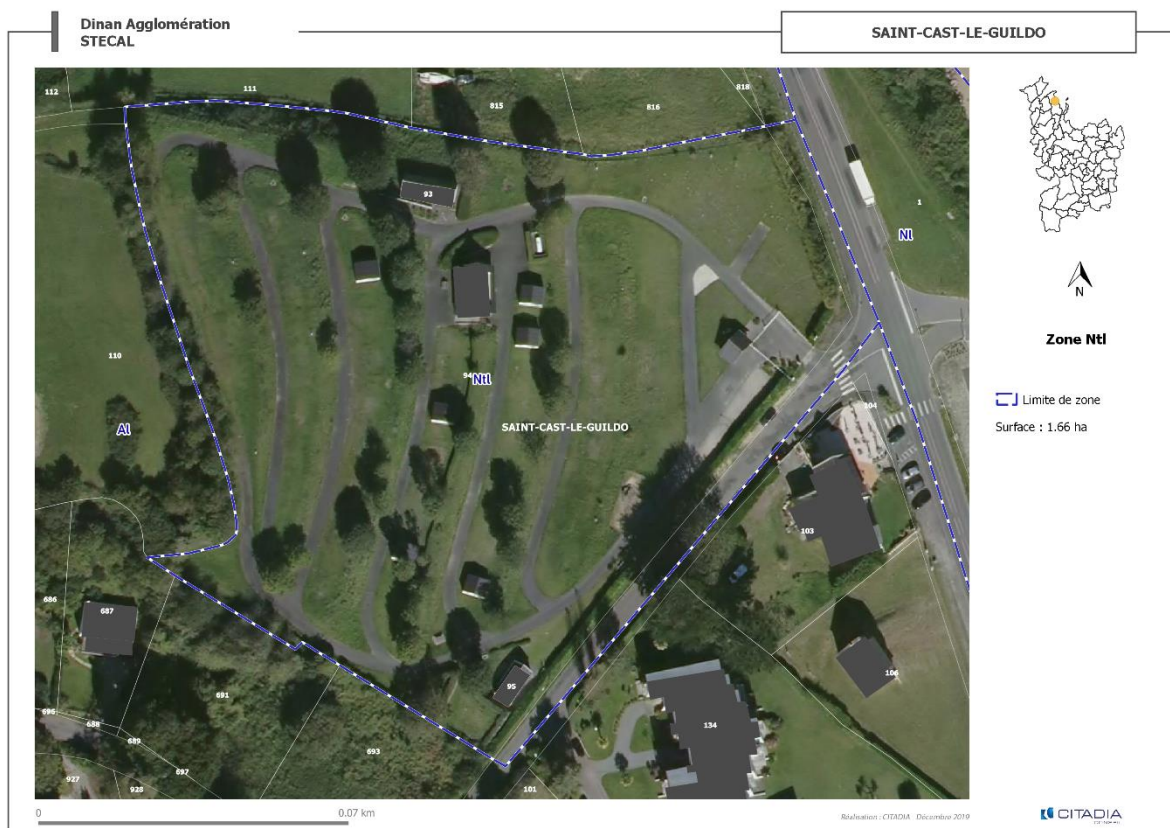 Dinan Agglomération
STECAL
SAINT-CAST-LE-GUILDO
112
111
815
816
818
93
1
Nl
N
Zone Ntl
110
94
Ntl
Limite de zone
Al
SAINT-CAST-LE-GUILDO
104
Surface : 1.66 ha
103
686
687
95
106
691
696
688
134
689
693
697
927
928
101
0
0.07 km
Réalisation : CITADIA Décembre 2019
CITADIA